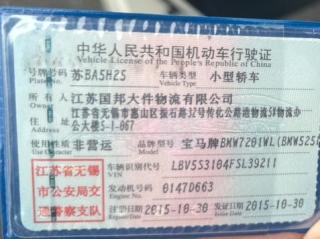 中华人民共和国机动车行驶证
Vehicle License of the People's Republic of China
号牌号码 苏BA5H25 车辆类型 小型轿车
Plate No. Vehicle Type
所有人 江苏国邦大件物流有限公司
江苏省无锡市惠山区振石路32号传化公路港物流5#物流办
公大楼5-1-067
使用性质 非营运 品牌型号 宝马牌BMW7201WL(BMW525
Use Character Model
江苏省无锡 车辆识别代号 LBV5S3104FSL39211
VIN
市公安局交 发动机号码 0147D663
Engine No.
通警察支队 注册日期 2015-10-30 发证日期 2015-10-30
Register Date Issue Date